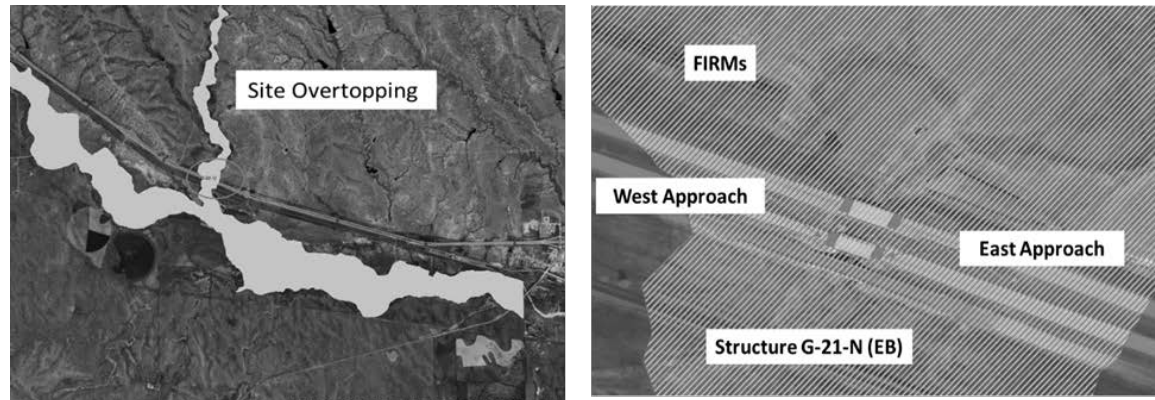 Site Overtopping
FIRMs
West Approach
East Approach
Structure G-21-N (EB)